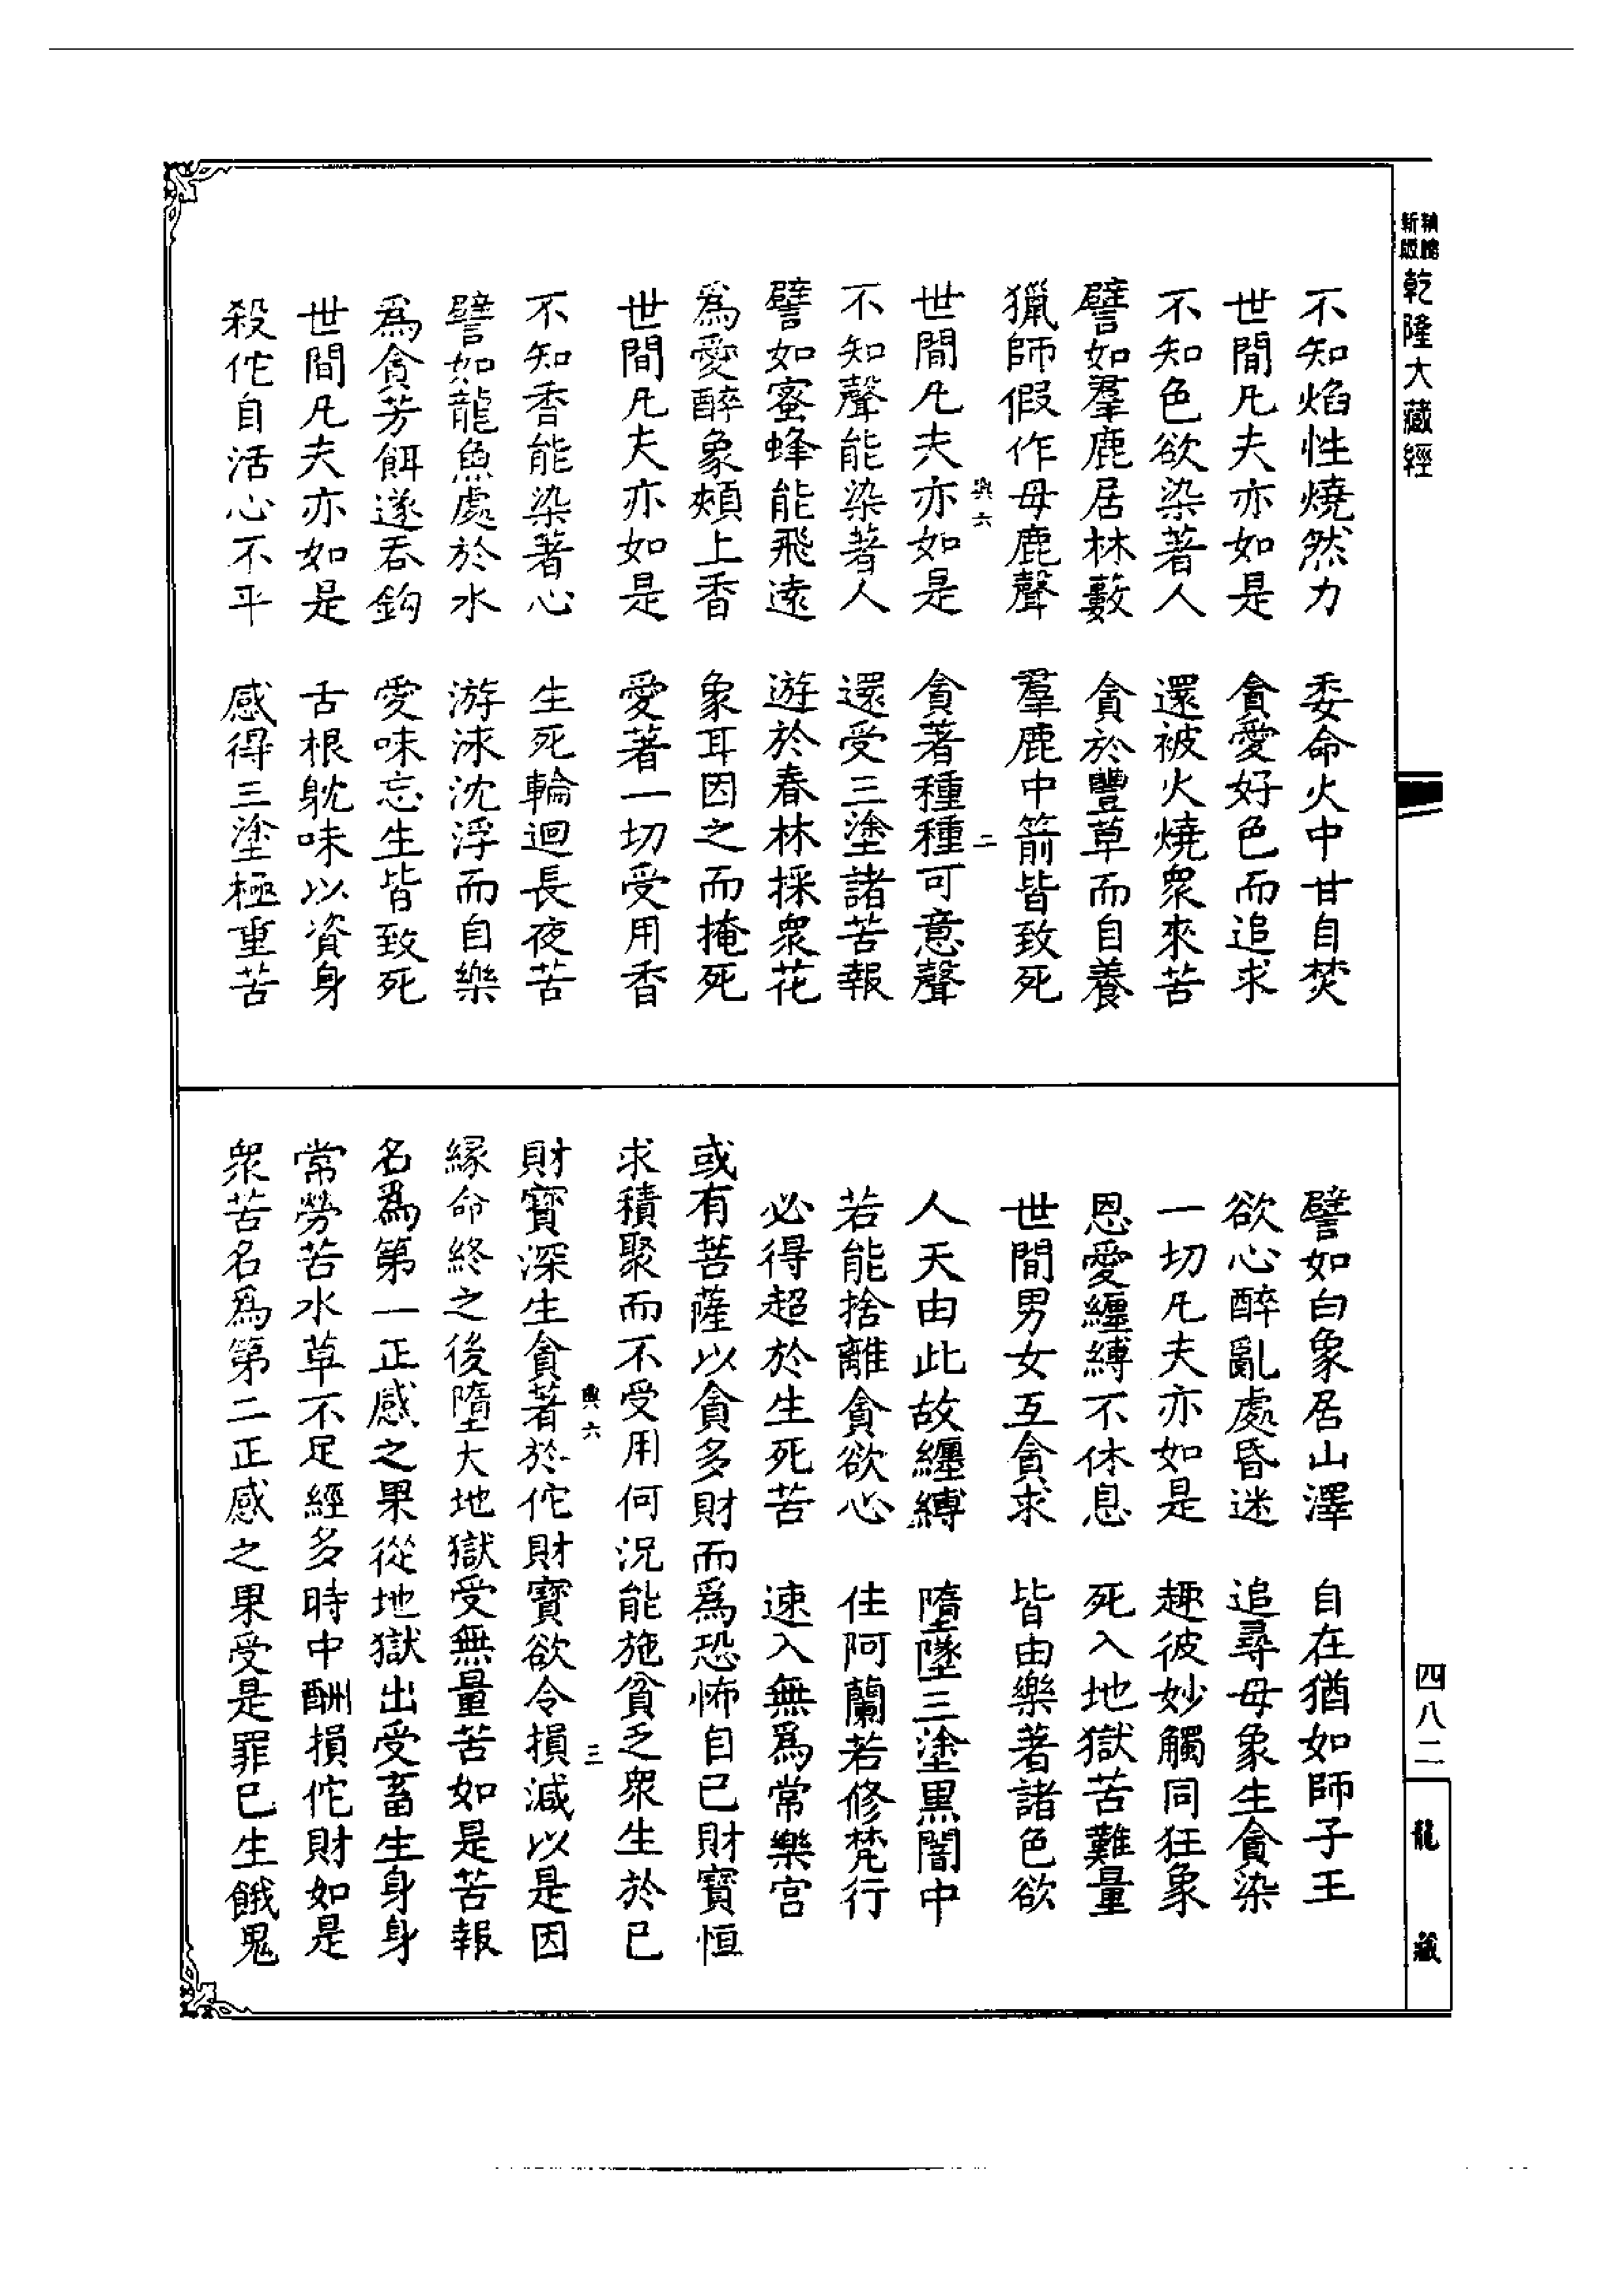 新版 精縮
乾隆大藏經
不知焰性燒然力 委命火中甘自焚
世間凡夫亦如是 貪愛好色而追求
不知色欲染著人 還被火燒衆來苦
譬如羣鹿居林藪 貪於豐草而自養
獵師假作母鹿聲 羣鹿中箭皆致死
與六 二
世間凡夫亦如是 貪著種種可意聲
不知聲能染著人 還受三塗諸苦報
譬如蜜蜂能飛遠 遊於春林採衆花
為愛醉象頰上香 象耳因之而掩死
世間凡夫亦如是 愛著一切受用香
不知香能染著心 生死輪迴長夜苦
譬如龍魚處於水 游泳沈浮而自樂
為貪芳餌遂吞鈎 愛味忘生皆致死
世間凡夫亦如是 舌根躭味以資身
殺佗自活心不平 感得三塗極重苦
譬如白象居山澤 自在猶如師子王
欲心醉亂處昏迷 追尋母象生貪染
一切凡夫亦如是 趣彼妙觸同狂象
恩愛纏縛不休息 死入地獄苦難量
世間男女互貪求 皆由樂著諸色欲
人天由此故纏縛 墮墜三塗黑闇中
若能捨離貪欲心 住阿蘭若修梵行
必得超於生死苦 速入無為常樂宮
或有菩薩以貪多財而為恐怖自已財寶恒
求積聚而不受用何況能施貧乏衆生於已
與六 三
財寶深生貪著於佗財寶欲令損減以是因
緣命終之後墮大地獄受無量苦如是苦報
名為第一正感之果從地獄出受畜生身身
常勞苦水草不足經多時中酬損佗財如是
衆苦名為第二正感之果受是罪已生餓鬼
四八二
龍藏